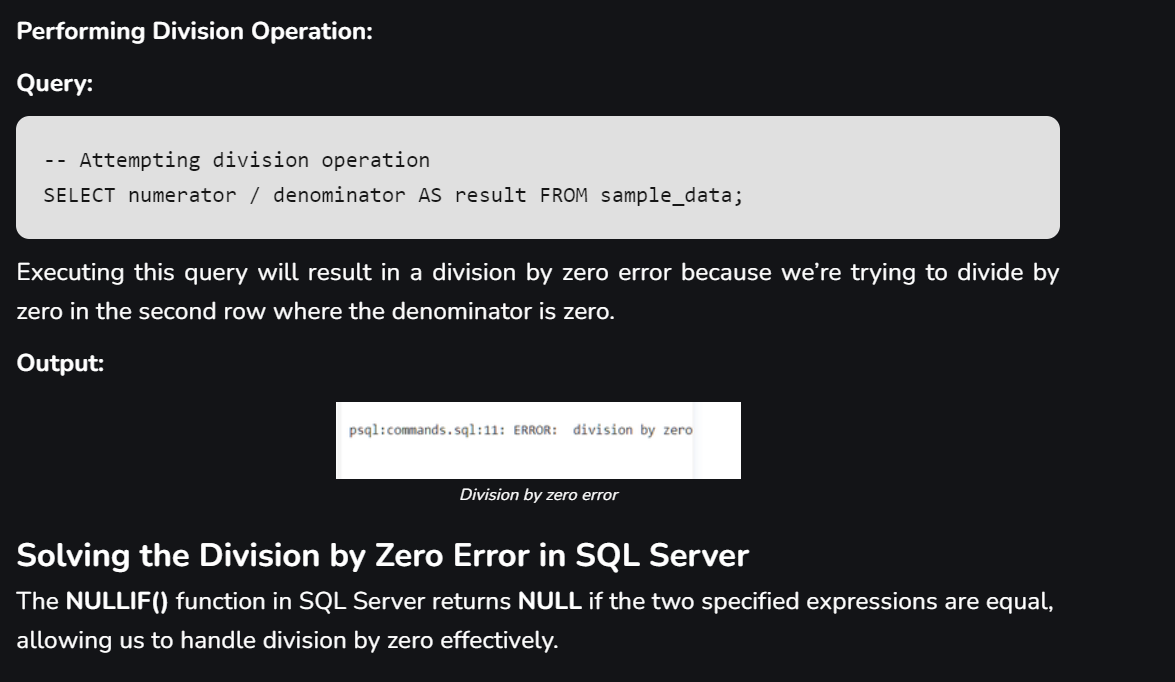 Performing Division Operation:
Query:
-- Attempting division operation
SELECT numerator / denominator AS result FROM sample_data;
Executing this query will result in a division by zero error because we’re trying to divide by
zero in the second row where the denominator is zero.
Output:
psql:commands.sql:11: ERROR:  division by zero
Division by zero error
Solving the Division by Zero Error in SQL Server
The NULLIF() function in SQL Server returns NULL if the two specified expressions are equal,
allowing us to handle division by zero effectively.